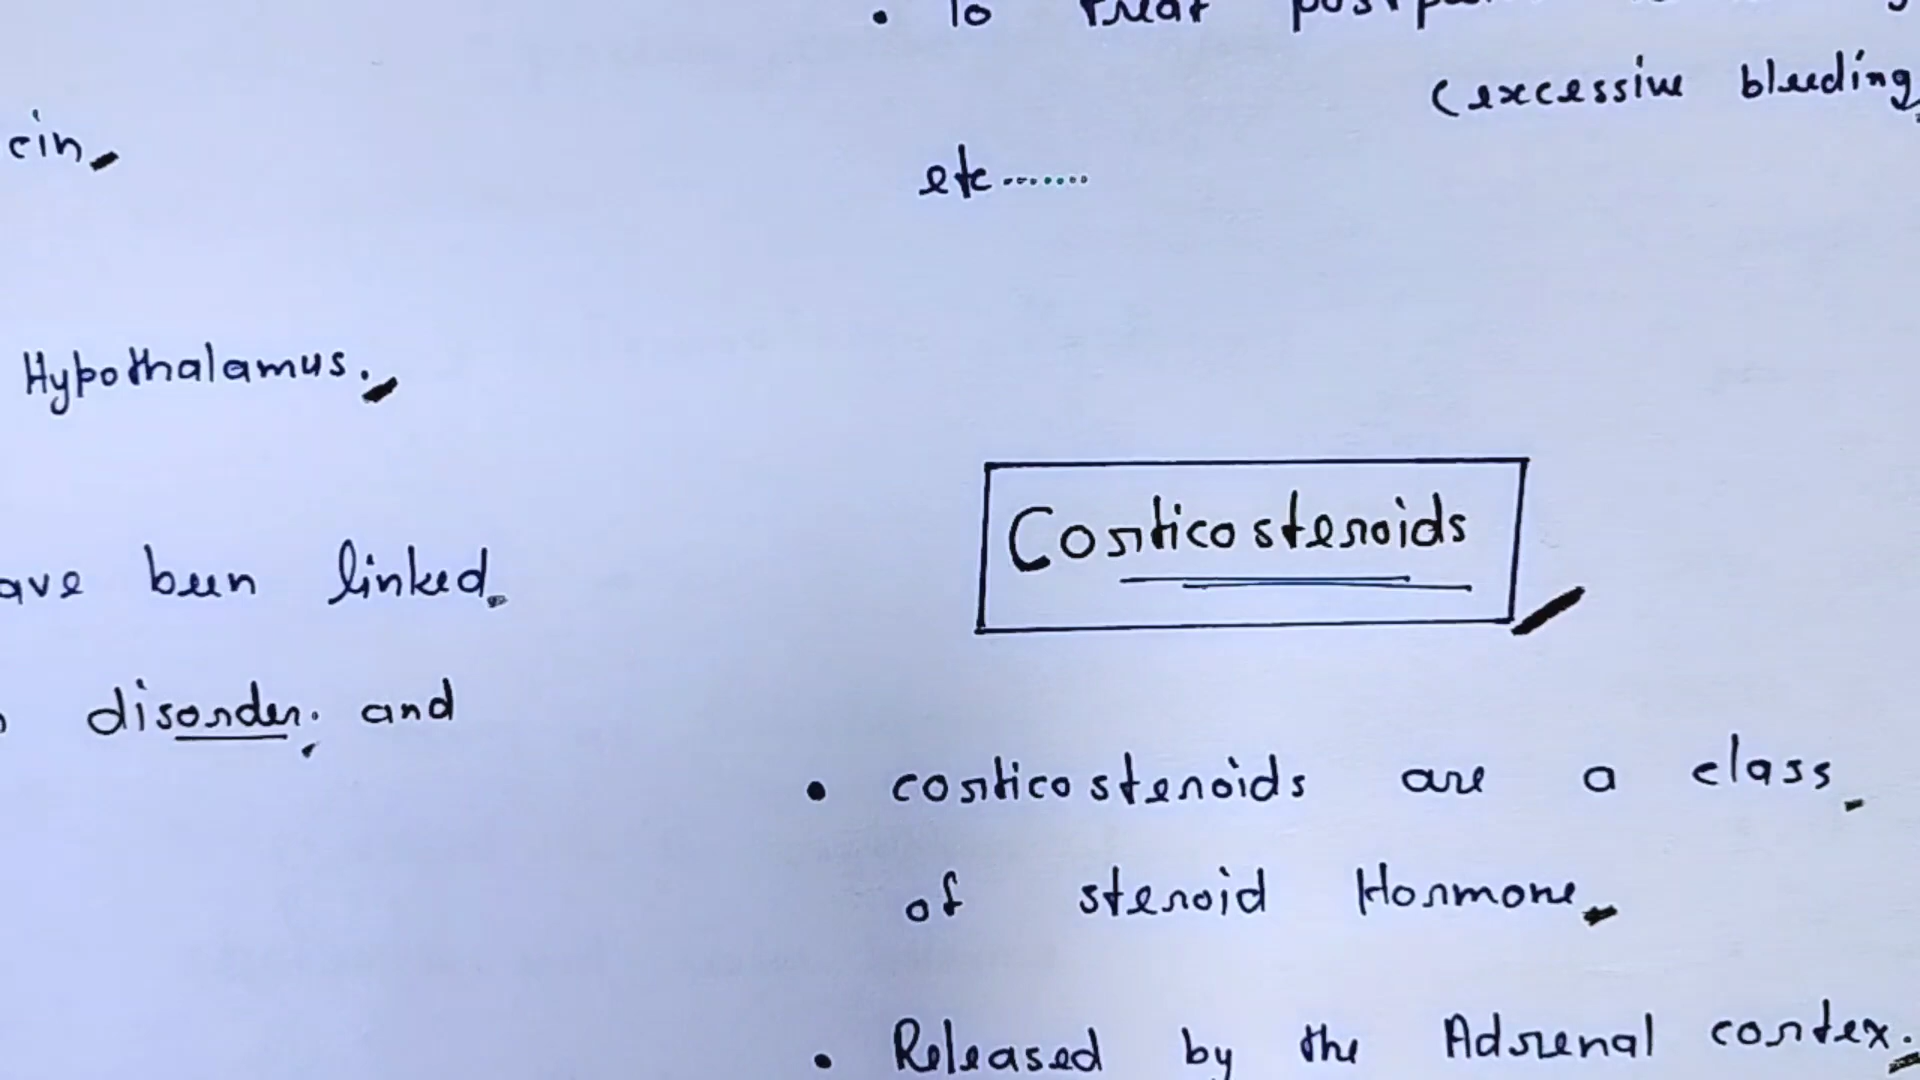 cin
Hypothalamus.
ave been linked
disorder. and
• To treat
(excessive bleeding
etc.......
Corticosteroids
• corticosteroids are a class
of steroid Hormone
• Released by the Adrenal cortex.